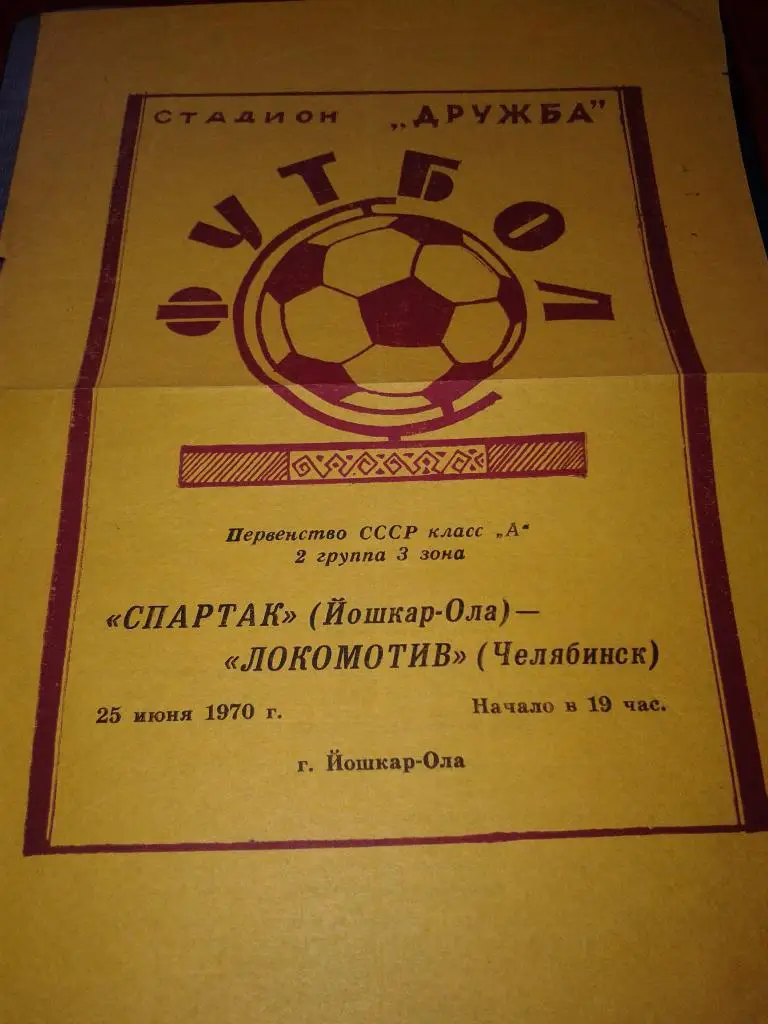 СТАДИОН „ДРУЖБА"
ФУТБОЛ
Первенство СССР класс „А"
2 группа 3 зона
«СПАРТАК» (Йошкар-Ола)—
«ЛОКОМОТИВ» (Челябинск)
25 июня 1970 г. Начало в 19 час.
г. Йошкар-Ола